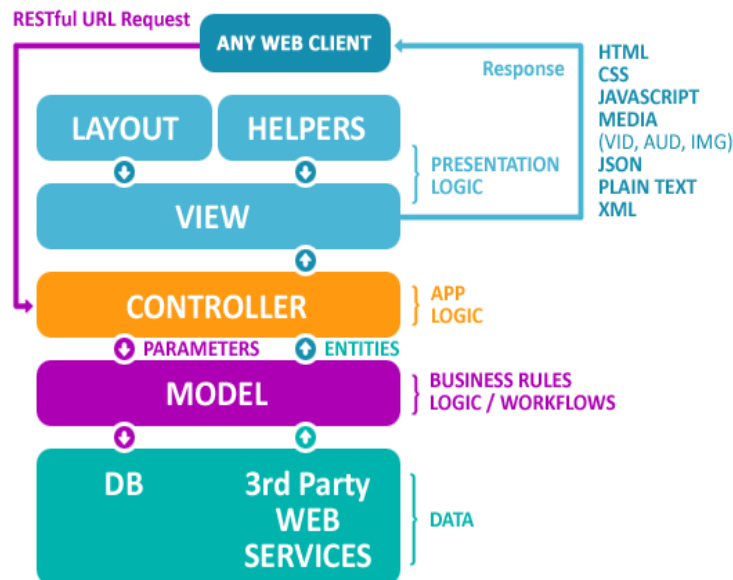 RESTful URL Request
ANY WEB CLIENT
Response
HTML
CSS
JAVASCRIPT
MEDIA
(VID, AUD, IMG)
JSON
PLAIN TEXT
XML
LAYOUT
HELPERS
PRESENTATION
LOGIC
VIEW
CONTROLLER
APP
LOGIC
PARAMETERS
ENTITIES
MODEL
BUSINESS RULES
LOGIC / WORKFLOWS
DB
3rd Party
WEB
SERVICES
DATA